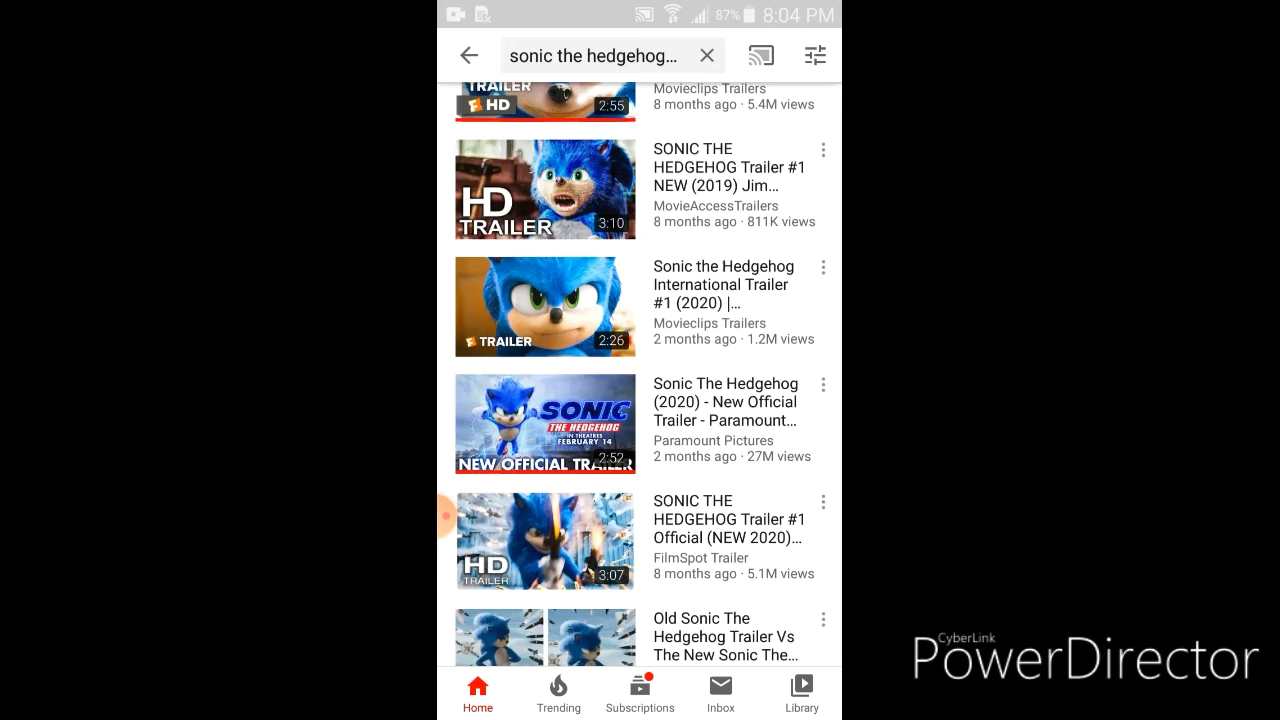 87% 8:04 PM
sonic the hedgehog...
TRAILER
HD
2:55
Movieclips Trailers
8 months ago · 5.4M views
HD
TRAILER
3:10
SONIC THE
HEDGEHOG Trailer #1
NEW (2019) Jim...
MovieAccessTrailers
8 months ago · 811K views
TRAILER
2:26
Sonic the Hedgehog
International Trailer
#1 (2020) |...
Movieclips Trailers
2 months ago · 1.2M views
SONIC
THE HEDGEHOG
IN THEATRES
FEBRUARY 14
NEW OFFICIAL TRAILER
2:52
Sonic The Hedgehog
(2020) - New Official
Trailer - Paramount...
Paramount Pictures
2 months ago · 27M views
HD
TRAILER
3:07
SONIC THE
HEDGEHOG Trailer #1
Official (NEW 2020)...
FilmSpot Trailer
8 months ago · 5.1M views
Old Sonic The
Hedgehog Trailer Vs
The New Sonic The...
Home Trending Subscriptions Inbox Library
CyberLink
PowerDirector